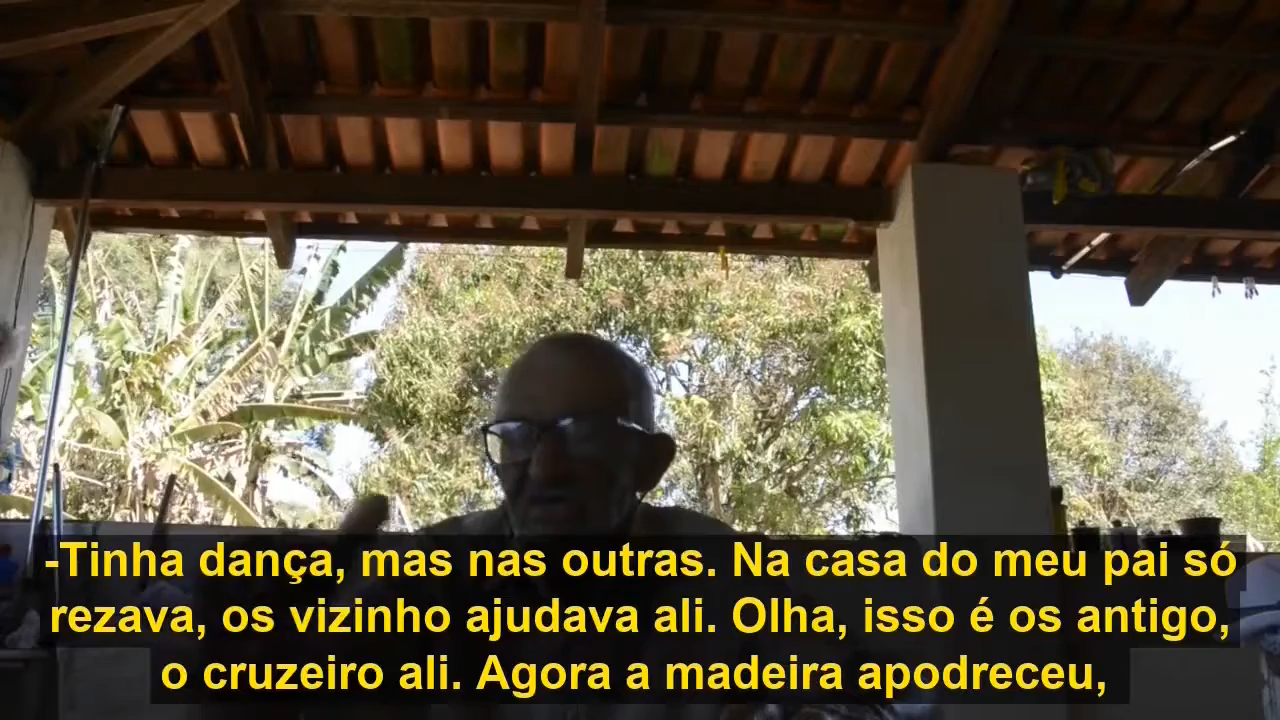 -Tinha dança, mas nas outras. Na casa do meu pai só
rezava, os vizinho ajudava ali. Olha, isso é os antigo,
o cruzeiro ali. Agora a madeira apodreceu,